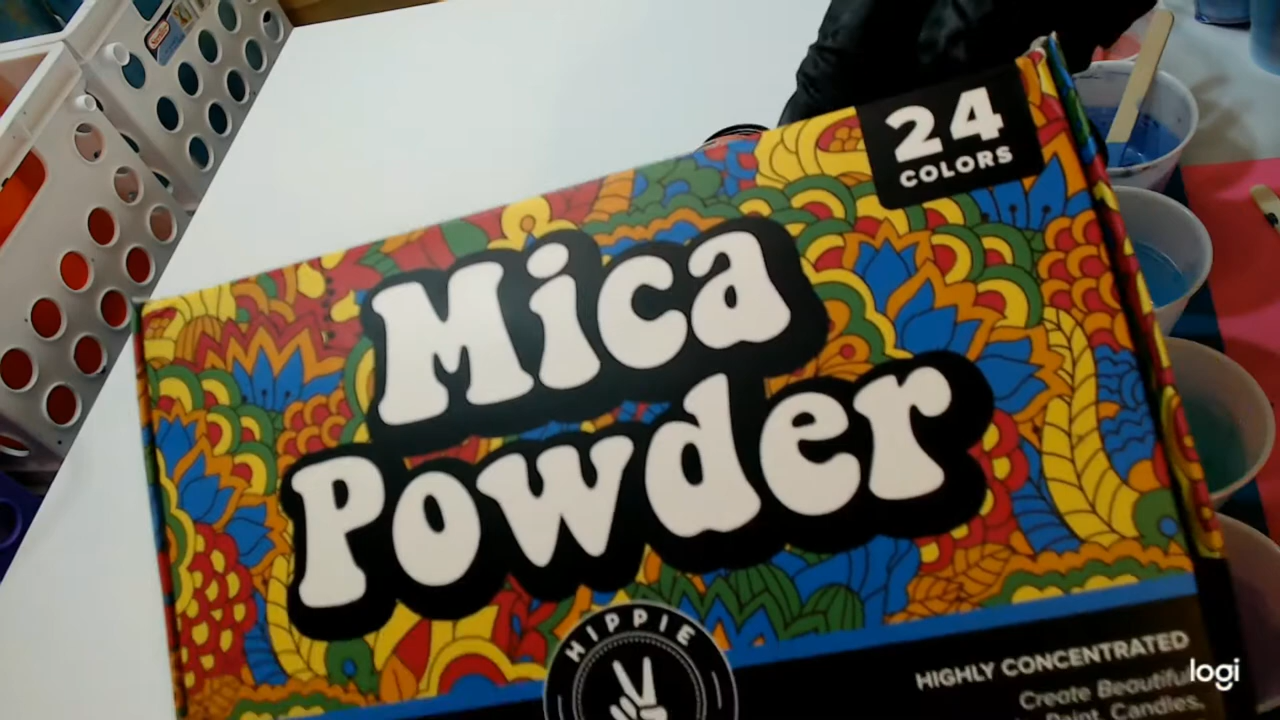 24
COLORS
Mica
Powder
HIPPIE
HIGHLY CONCENTRATED
Create Beautiful
Paint, Candles,
logi